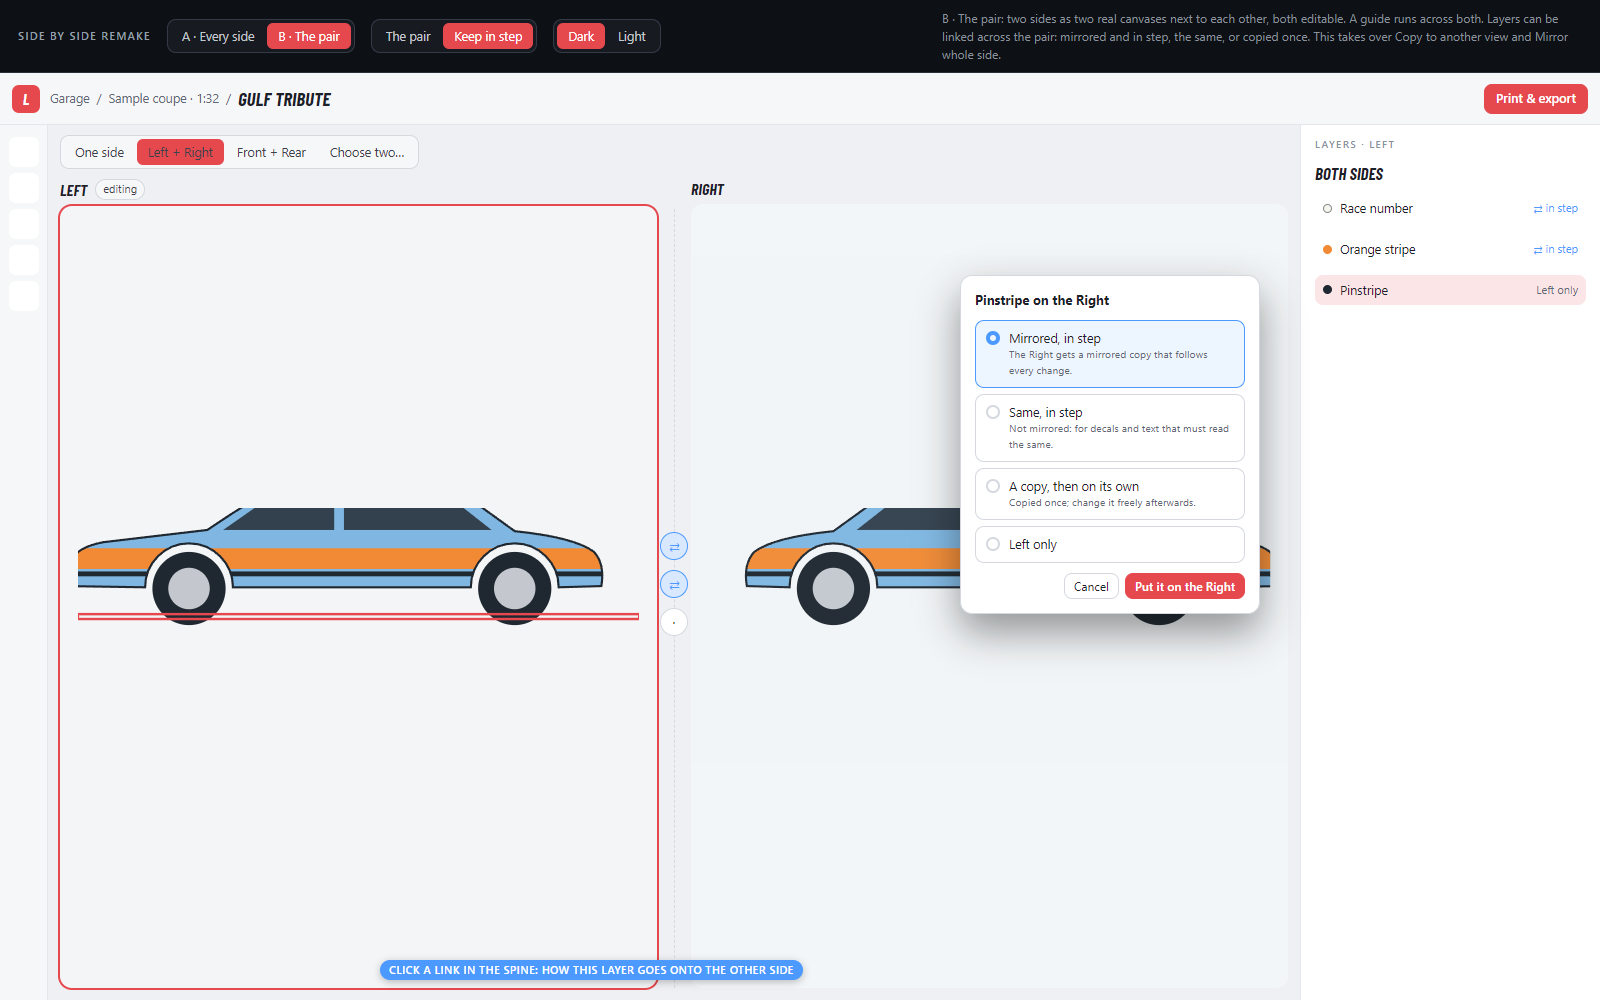 SIDE BY SIDE REMAKE
A · Every side
B · The pair
The pair
Keep in step
Dark
Light
B · The pair: two sides as two real canvases next to each other, both editable. A guide runs across both. Layers can be
linked across the pair: mirrored and in step, the same, or copied once. This takes over Copy to another view and Mirror
whole side.
L
Garage / Sample coupe · 1:32 / GULF TRIBUTE
Print & export
One side
Left + Right
Front + Rear
Choose two...
LEFT
editing
RIGHT
LAYERS · LEFT
BOTH SIDES
Race number
⇄ in step
Orange stripe
⇄ in step
Pinstripe
Left only
Pinstripe on the Right
Mirrored, in step
The Right gets a mirrored copy that follows
every change.
Same, in step
Not mirrored: for decals and text that must read
the same.
A copy, then on its own
Copied once; change it freely afterwards.
Left only
Cancel
Put it on the Right
CLICK A LINK IN THE SPINE: HOW THIS LAYER GOES ONTO THE OTHER SIDE